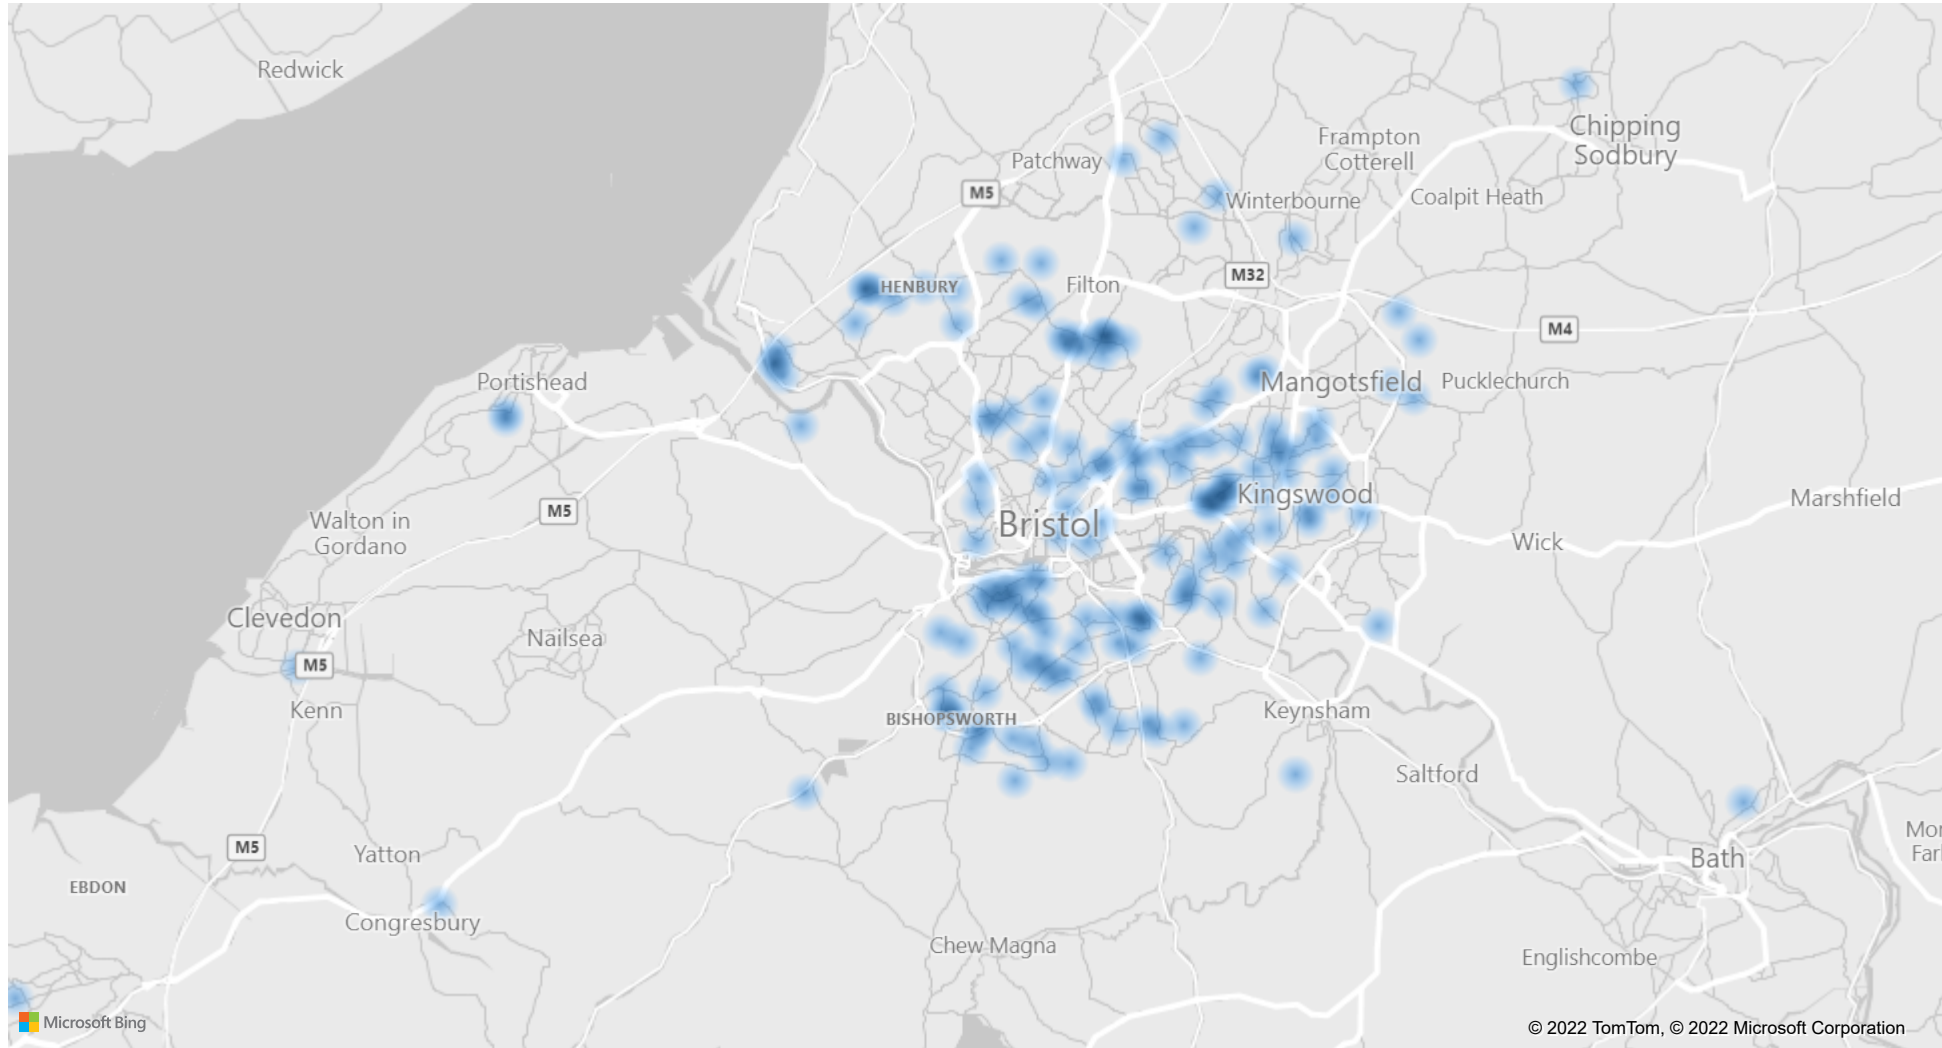 Redwick
Chipping
Sodbury
Frampton
Cotterell
Patchway
M5
Winterbourne
Coalpit Heath
M32
HENBURY
Filton
M4
Portishead
Mangotsfield
Pucklechurch
Kingswood
Marshfield
M5
Walton in
Gordano
Bristol
Wick
Clevedon
Nailsea
M5
Kenn
BISHOPSWORTH
Keynsham
Saltford
M5
Yatton
Bath
EBDON
Congresbury
Chew Magna
Englishcombe
Microsoft Bing
© 2022 TomTom, © 2022 Microsoft Corporation